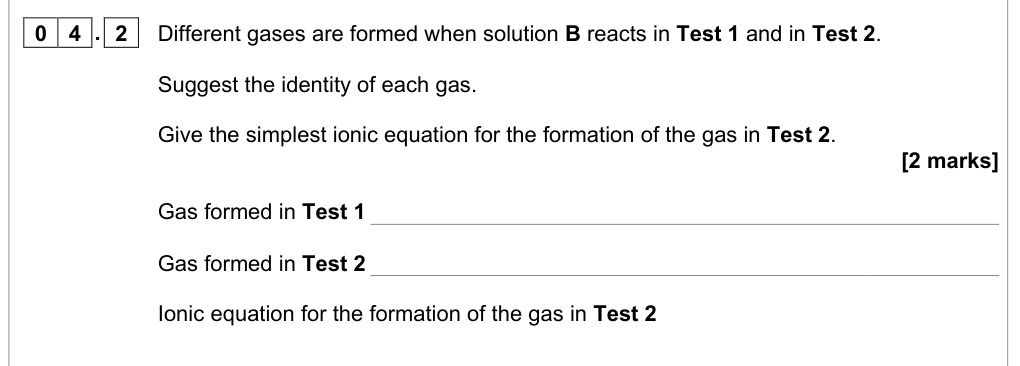 04.2 Different gases are formed when solution B reacts in Test 1 and in Test 2.
Suggest the identity of each gas.
Give the simplest ionic equation for the formation of the gas in Test 2.
[2 marks]
Gas formed in Test 1
Gas formed in Test 2
Ionic equation for the formation of the gas in Test 2